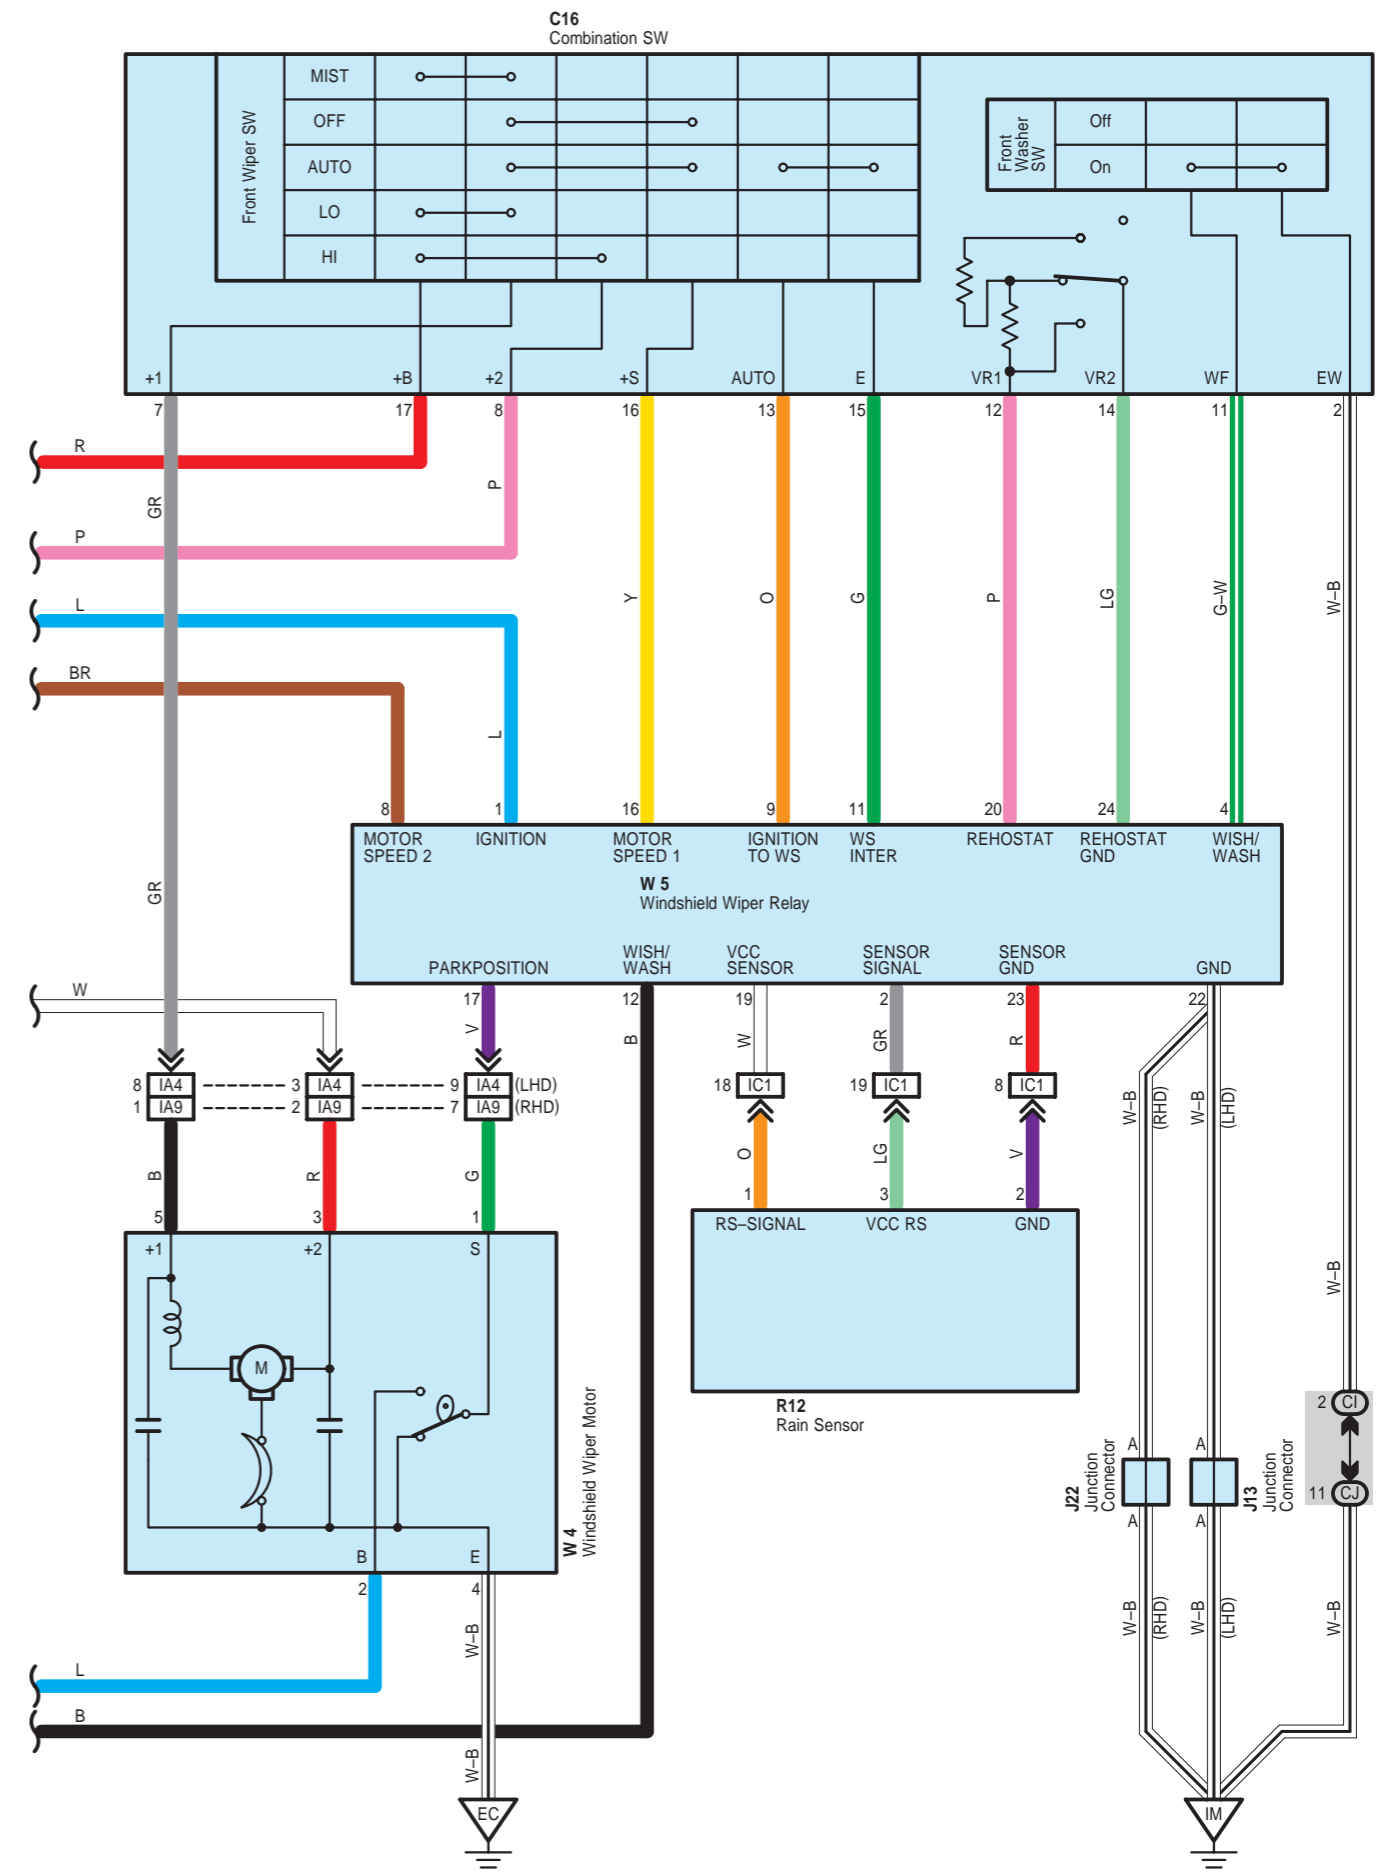 C16
Combination SW
Front Wiper SW
MIST
OFF
AUTO
LO
HI
Front
Washer
SW
Off
On
+1
+B
+2
+S
AUTO
E
VR1
VR2
WF
EW
7
17
8
16
13
15
12
14
11
2
R
GR
P
P
L
BR
L
Y
O
G
P
LG
G–W
W–B
8
1
16
9
11
20
24
4
MOTOR
SPEED 2
IGNITION
MOTOR
SPEED 1
IGNITION
TO WS
WS
INTER
REHOSTAT
REHOSTAT
GND
WISH/
WASH
W 5
Windshield Wiper Relay
GR
PARKPOSITION
WISH/
WASH
VCC
SENSOR
SENSOR
SIGNAL
SENSOR
GND
GND
W
17
12
19
2
23
22
V
B
W
GR
R
8 IA4
3 IA4
9 IA4 (LHD)
1 IA9
2 IA9
7 IA9 (RHD)
18 IC1
19 IC1
8 IC1
W–B
(RHD)
W–B
(LHD)
B
R
G
O
LG
V
5
3
1
1
3
2
+1
+2
S
RS–SIGNAL
VCC RS
GND
W–B
M
R12
Rain Sensor
W 4
Windshield Wiper Motor
2 CI
11 CJ
A
A
J22
Junction
Connector
J13
Junction
Connector
A
A
B
E
2
4
W–B
W–B
(RHD)
W–B
(LHD)
W–B
L
B
W–B
EC
IM